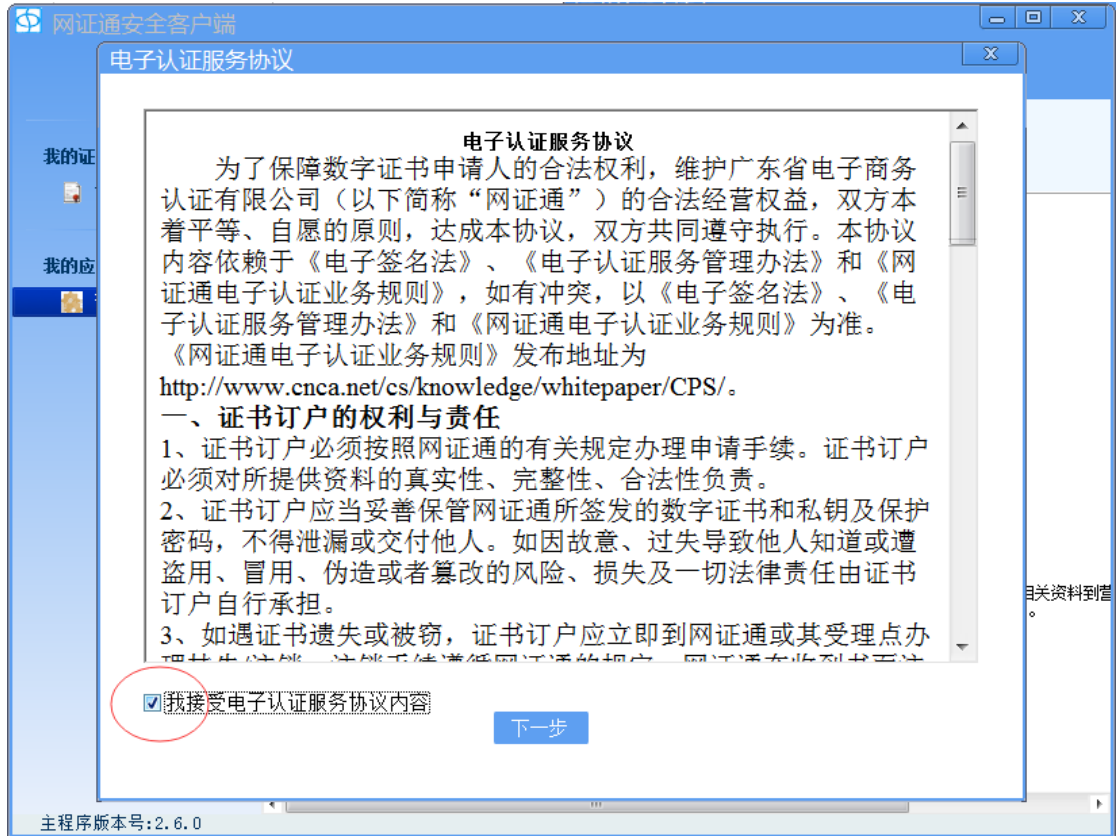 网证通安全客户端
电子认证服务协议
我的证
我的应
电子认证服务协议
为了保障数字证书申请人的合法权利，维护广东省电子商务
认证有限公司（以下简称“网证通”）的合法经营权益，双方本
着平等、自愿的原则，达成本协议，双方共同遵守执行。本协议
内容依赖于《电子签名法》、《电子认证服务管理办法》和《网
证通电子认证业务规则》，如有冲突，以《电子签名法》、《电
子认证服务管理办法》和《网证通电子认证业务规则》为准。
《网证通电子认证业务规则》发布地址为
http://www.cnca.net/cs/knowledge/whitepaper/CPS/。
一、证书订户的权利与责任
1、证书订户必须按照网证通的有关规定办理申请手续。证书订户
必须对所提供资料的真实性、完整性、合法性负责。
2、证书订户应当妥善保管网证通所签发的数字证书和私钥及保护
密码，不得泄漏或交付他人。如因故意、过失导致他人知道或遭
盗用、冒用、伪造或者篡改的风险、损失及一切法律责任由证书
订户自行承担。
3、如遇证书遗失或被窃，证书订户应立即到网证通或其受理点办
相关资料到营
。
我接受电子认证服务协议内容
下一步
主程序版本号:2.6.0